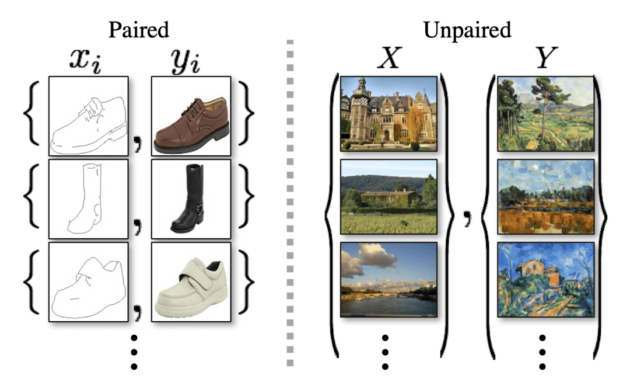 Paired
Unpaired
x_i
y_i
X
Y
{ , }
{ , }
{ , }
( ) , ( )